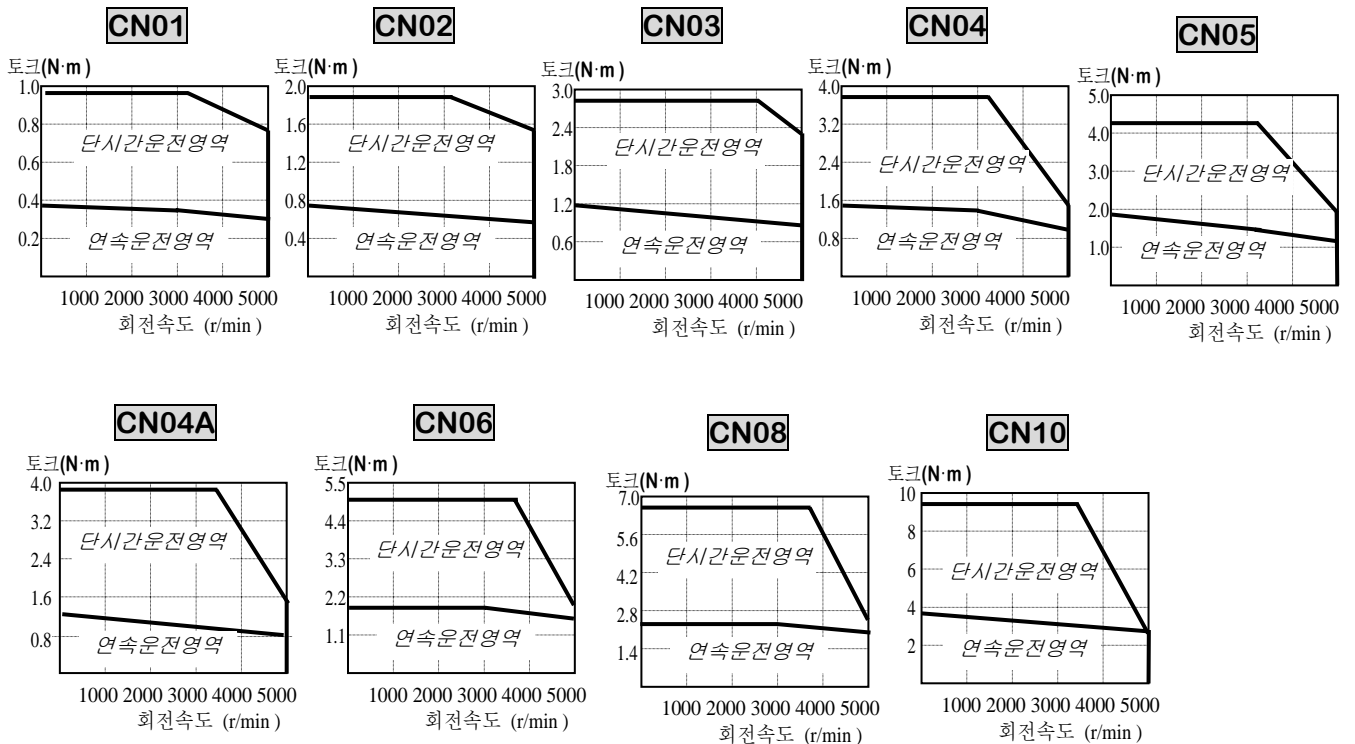 CN01
토크(N·m )
1.0
0.8
0.6
0.4
0.2
단시간운전영역
연속운전영역
1000 2000 3000 4000 5000
회전속도 (r/min )
CN02
토크(N·m )
2.0
1.6
1.2
0.8
0.4
단시간운전영역
연속운전영역
1000 2000 3000 4000 5000
회전속도 (r/min )
CN03
토크(N·m )
3.0
2.4
1.8
1.2
0.6
단시간운전영역
연속운전영역
1000 2000 3000 4000 5000
회전속도 (r/min )
CN04
토크(N·m )
4.0
3.2
2.4
1.6
0.8
단시간운전영역
연속운전영역
1000 2000 3000 4000 5000
회전속도 (r/min )
CN05
토크(N·m )
5.0
4.0
3.0
2.0
1.0
단시간운전영역
연속운전영역
1000 2000 3000 4000 5000
회전속도 (r/min )
CN04A
토크(N·m )
4.0
3.2
2.4
1.6
0.8
단시간운전영역
연속운전영역
1000 2000 3000 4000 5000
회전속도 (r/min )
CN06
토크(N·m )
5.5
4.4
3.3
2.2
1.1
단시간운전영역
연속운전영역
1000 2000 3000 4000 5000
회전속도 (r/min )
CN08
토크(N·m )
7.0
5.6
4.2
2.8
1.4
단시간운전영역
연속운전영역
1000 2000 3000 4000 5000
회전속도 (r/min )
CN10
토크(N·m )
10
8
6
4
2
단시간운전영역
연속운전영역
1000 2000 3000 4000 5000
회전속도 (r/min )